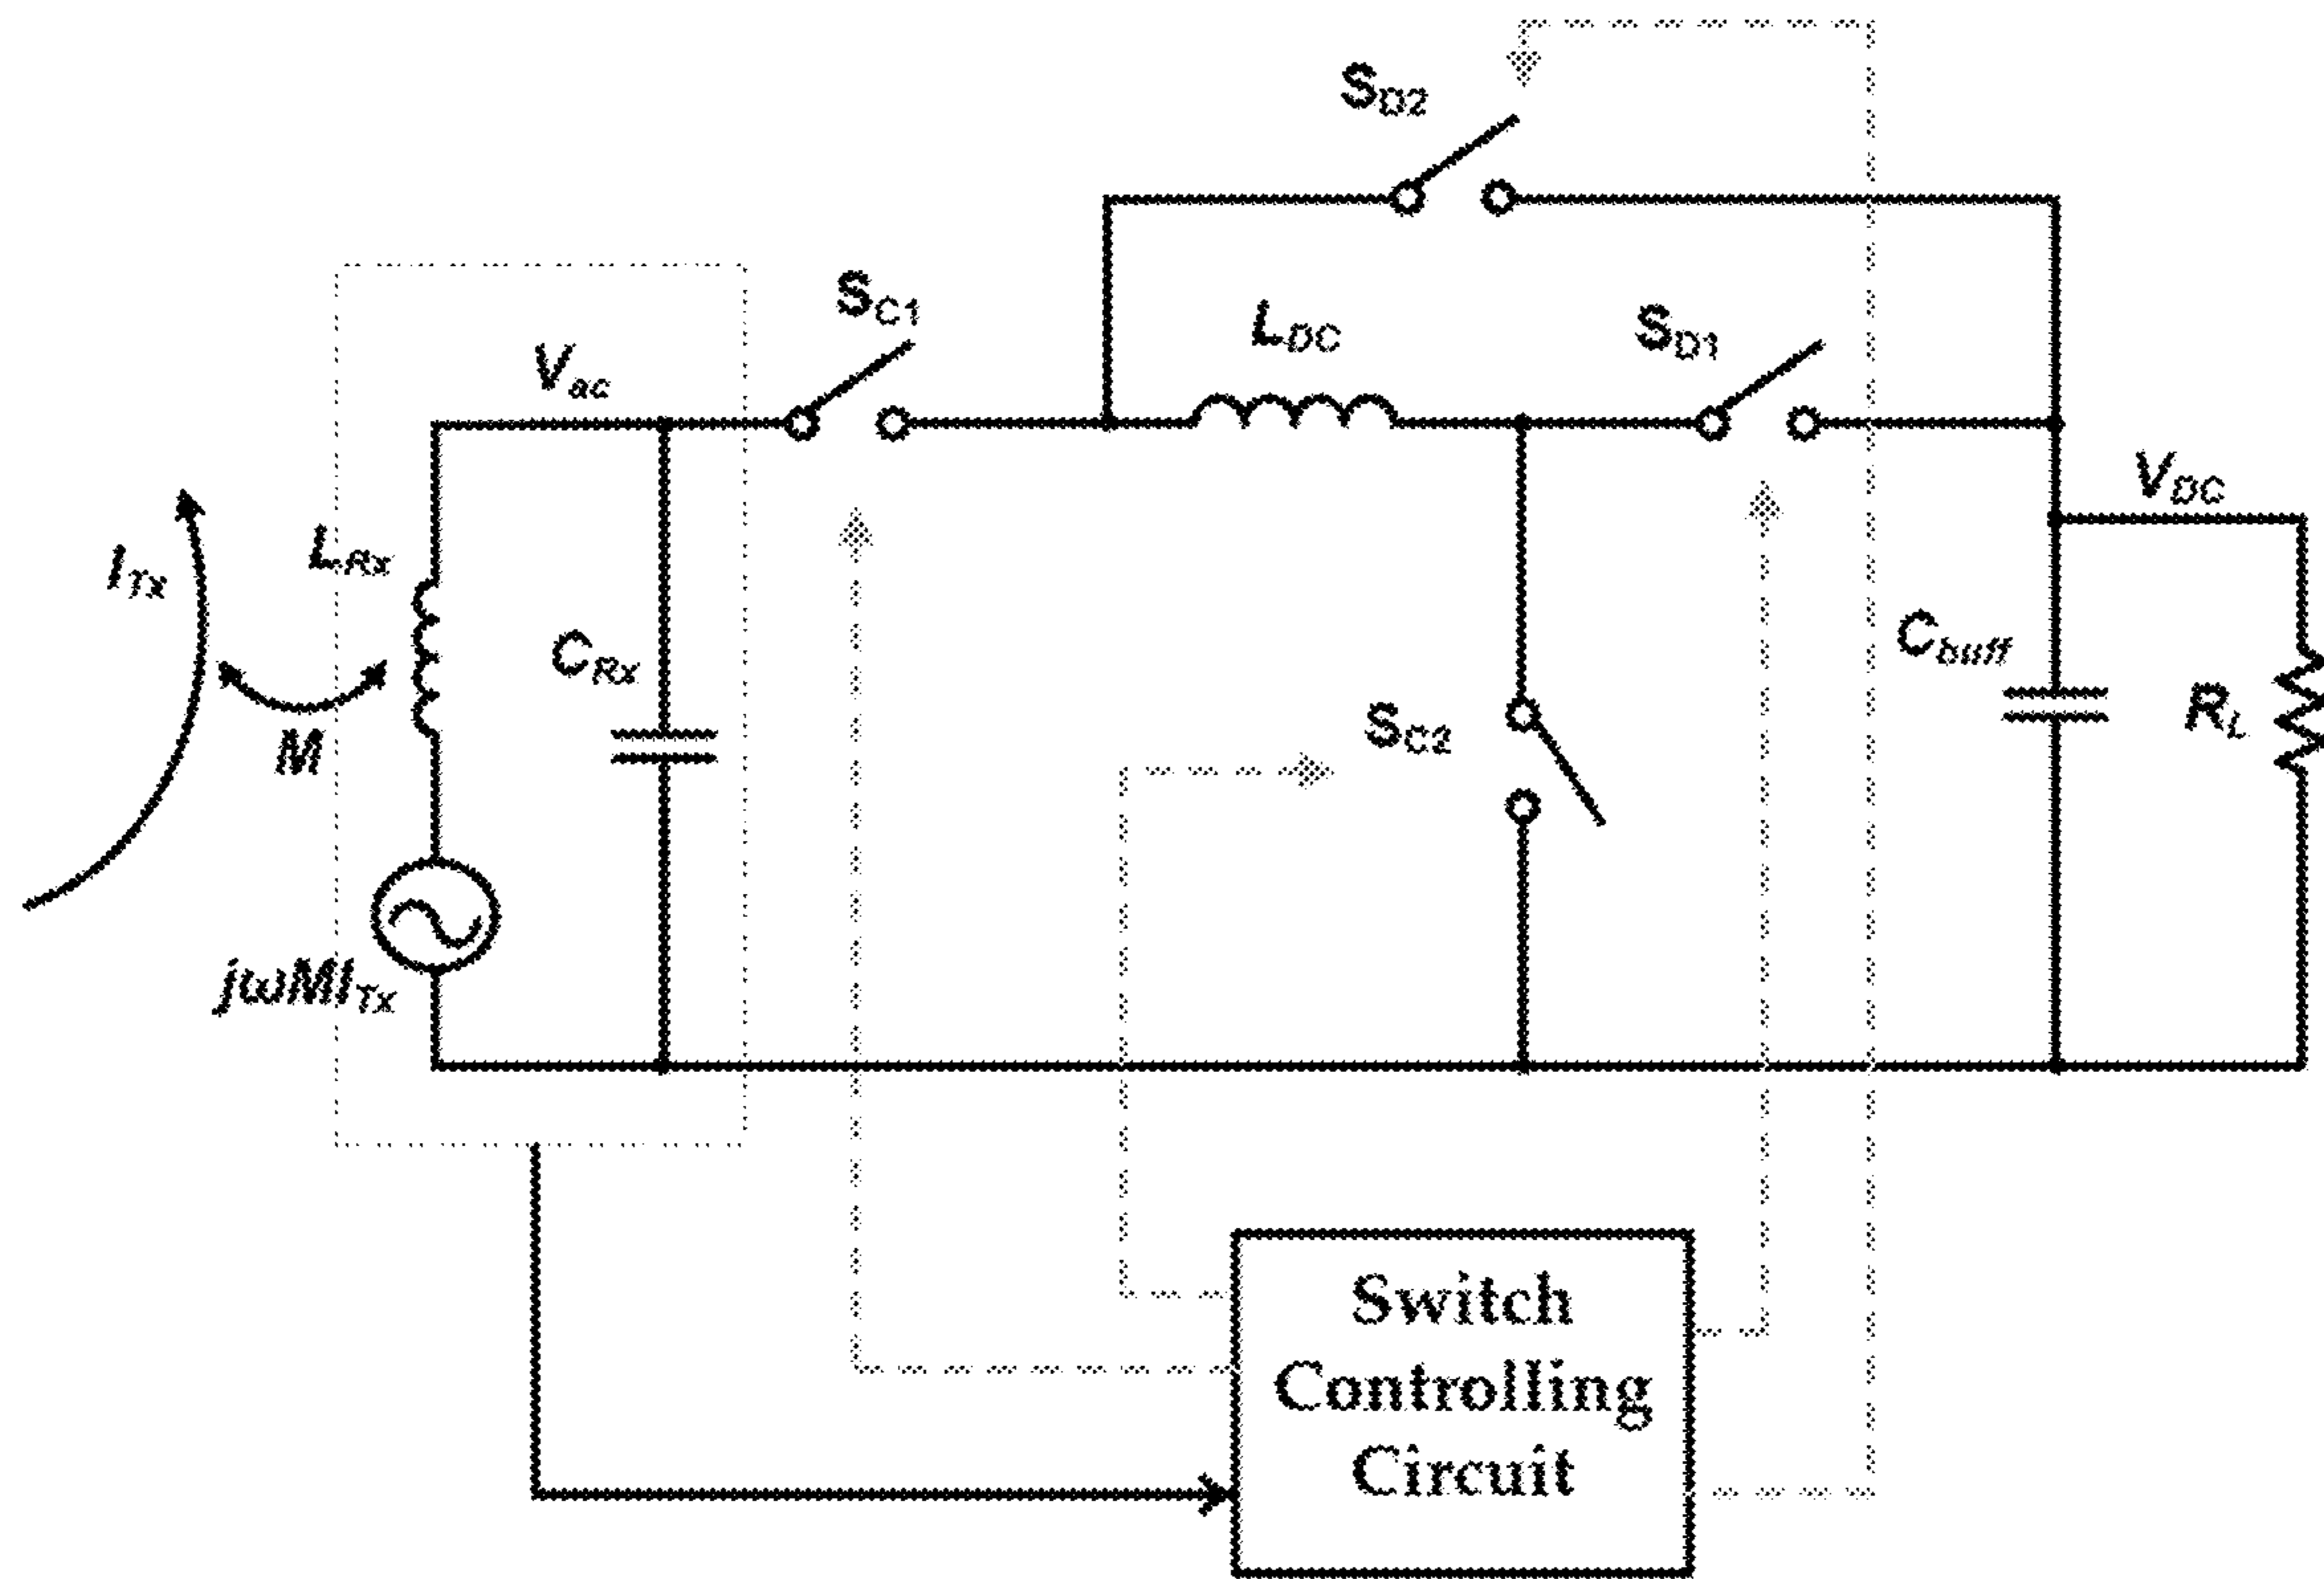 S_D2
S_C1
L_DC
S_D1
V_ac
V_DC
I_Tx
L_Rx
C_Rx
C_buff
M
S_C2
R_L
jωMI_Tx
Switch
Controlling
Circuit